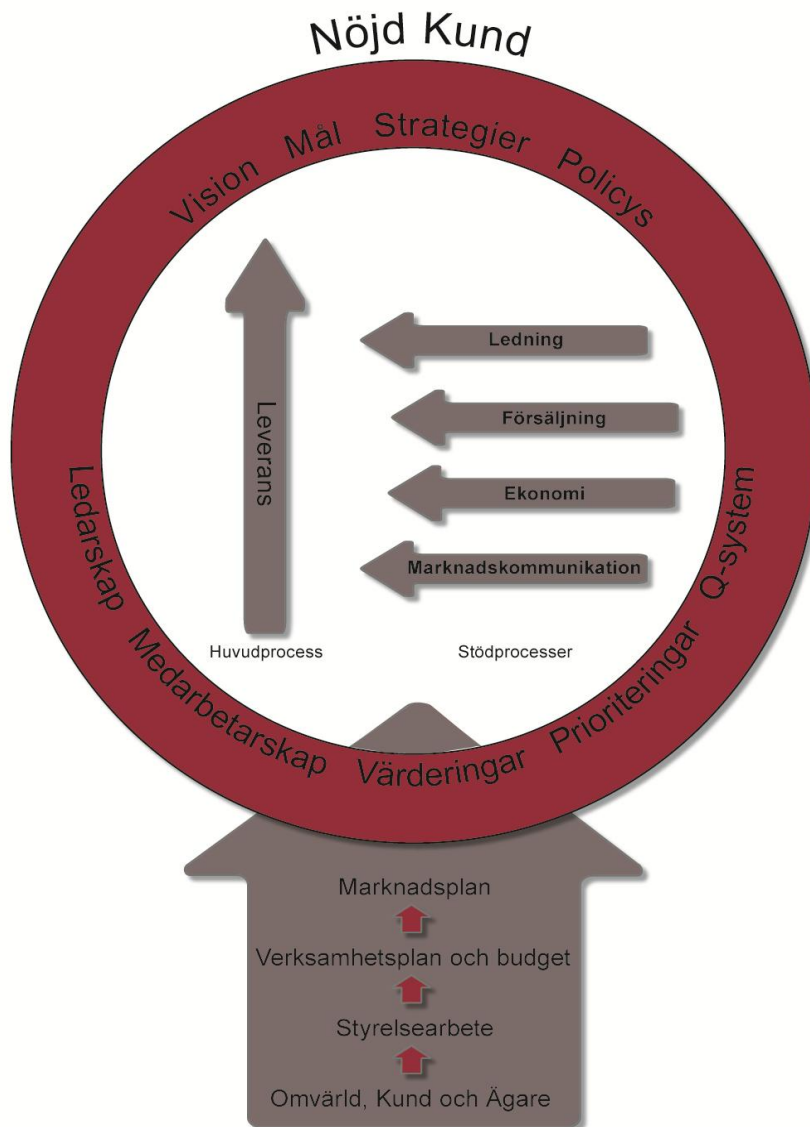 Nöjd Kund
Vision Mål Strategier Policys
Ledning
Försäljning
Leverans
Ekonomi
Marknadskommunikation
Huvudprocess
Stödprocesser
Ledarskap Medarbetarskap Värderingar Prioriteringar Q-system
Marknadsplan
Verksamhetsplan och budget
Styrelsearbete
Omvärld, Kund och Ägare